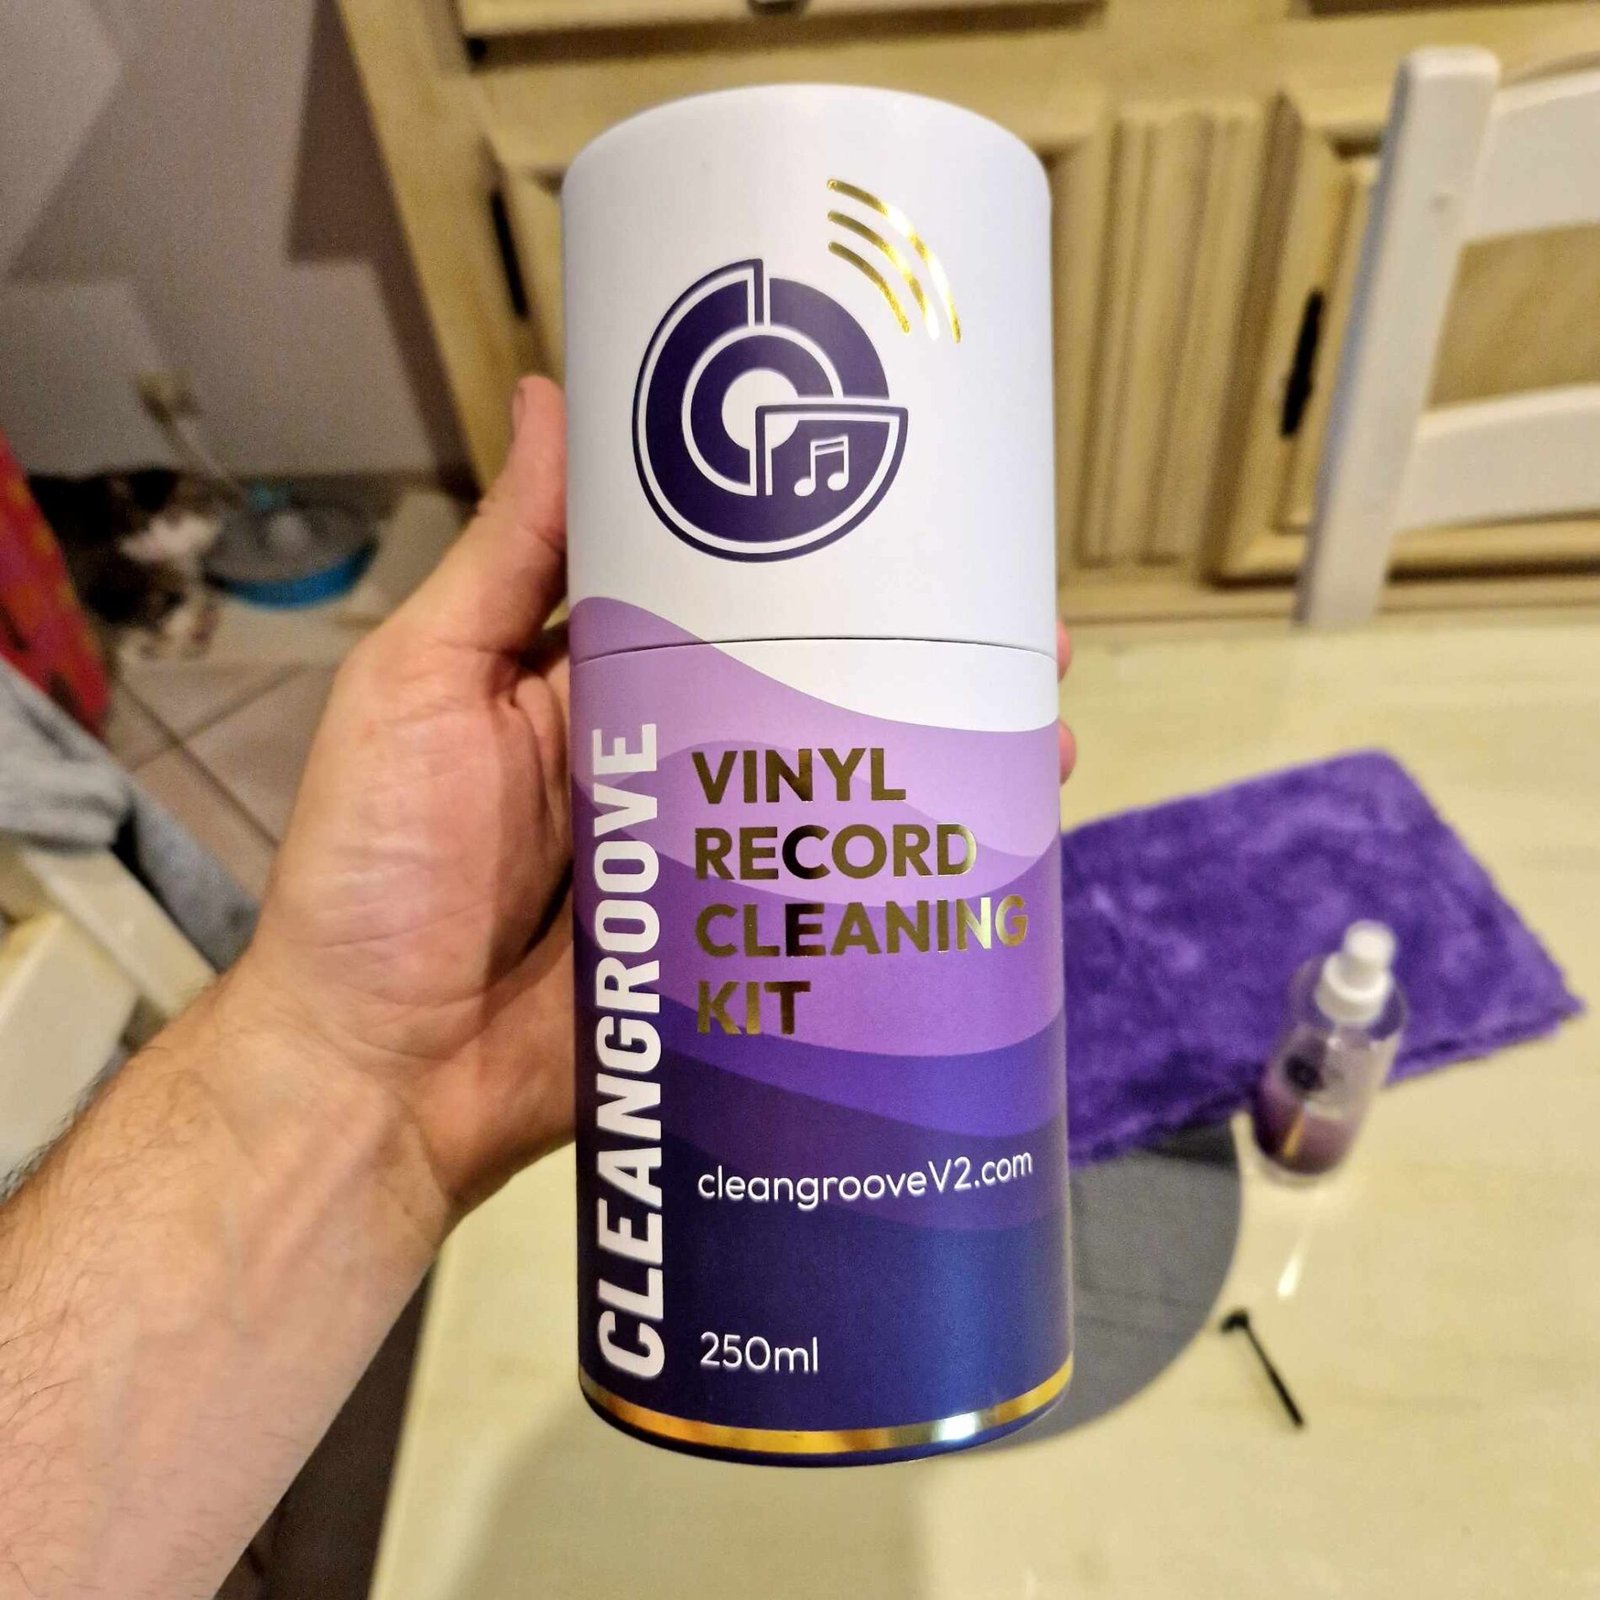 CLEANGROOVE
VINYL
RECORD
CLEANING
KIT
cleangrooveV2.com
250ml